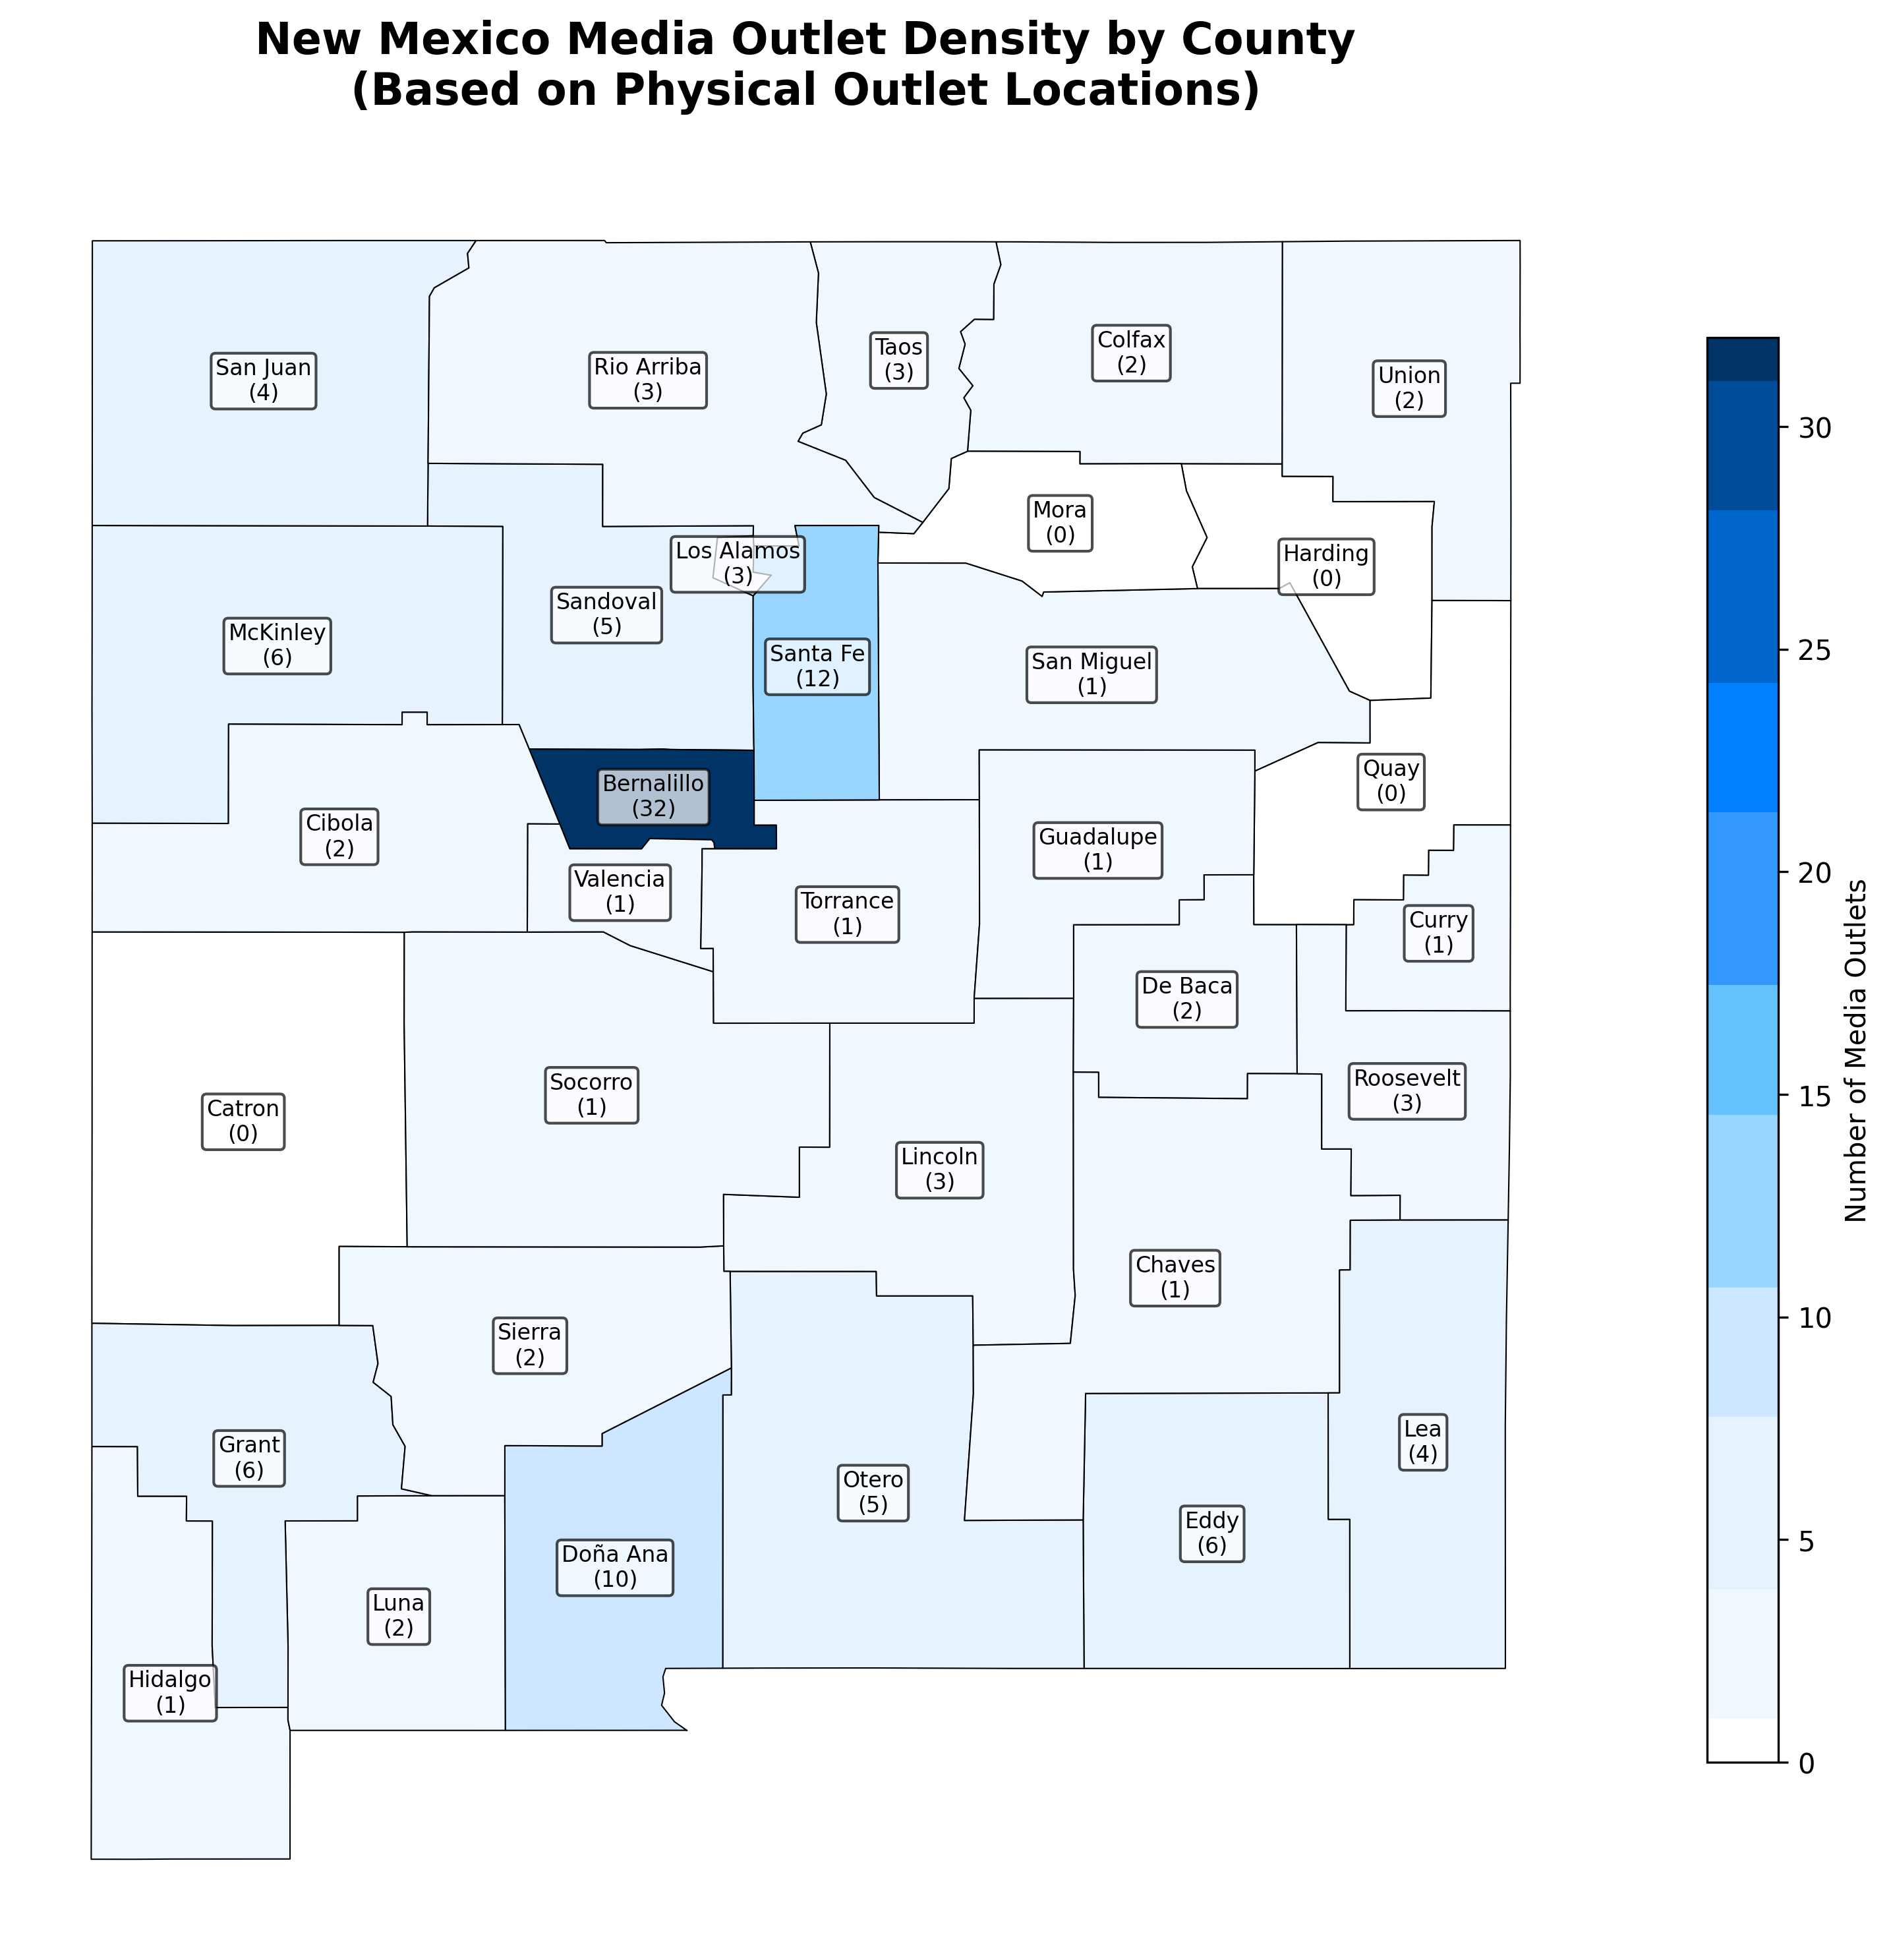 New Mexico Media Outlet Density by County
(Based on Physical Outlet Locations)
San Juan
(4)
Rio Arriba
(3)
Taos
(3)
Colfax
(2)
Union
(2)
Mora
(0)
Harding
(0)
Los Alamos
(3)
Sandoval
(5)
McKinley
(6)
Santa Fe
(12)
San Miguel
(1)
Quay
(0)
Bernalillo
(32)
Cibola
(2)
Guadalupe
(1)
Valencia
(1)
Torrance
(1)
Curry
(1)
De Baca
(2)
Roosevelt
(3)
Socorro
(1)
Catron
(0)
Lincoln
(3)
Chaves
(1)
Sierra
(2)
Grant
(6)
Lea
(4)
Otero
(5)
Eddy
(6)
Doña Ana
(10)
Luna
(2)
Hidalgo
(1)
30
25
20
15
10
5
0
Number of Media Outlets